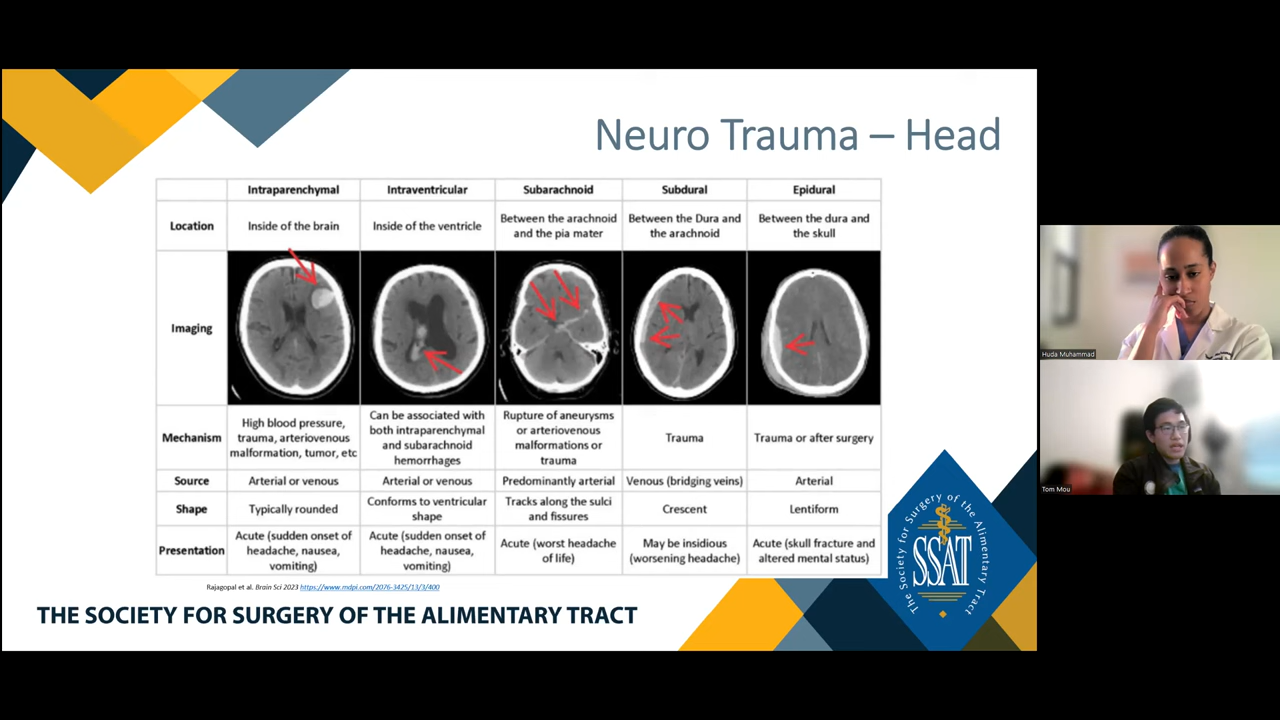 Neuro Trauma – Head
Intraparenchymal Intraventricular Subarachnoid Subdural Epidural
Location
Inside of the brain
Inside of the ventricle
Between the arachnoid
and the pia mater
Between the Dura and
the arachnoid
Between the dura and
the skull
Imaging
Mechanism
High blood pressure,
trauma, arteriovenous
malformation, tumor, etc
Can be associated with
both intraparenchymal
and subarachnoid
hemorrhages
Rupture of aneurysms
or arteriovenous
malformations or
trauma
Trauma
Trauma or after surgery
Source
Arterial or venous
Arterial or venous
Predominantly arterial
Venous (bridging veins)
Arterial
Shape
Typically rounded
Conforms to ventricular
shape
Tracks along the sulci
and fissures
Crescent
Lentiform
Presentation
Acute (sudden onset of
headache, nausea,
vomiting)
Acute (sudden onset of
headache, nausea,
vomiting)
Acute (worst headache
of life)
May be insidious
(worsening headache)
Acute (skull fracture and
altered mental status)
Rajagopal et al. Brain Sci 2023 https://www.mdpi.com/2076-3425/13/3/400
THE SOCIETY FOR SURGERY OF THE ALIMENTARY TRACT
The Society for Surgery of the Alimentary Tract
SSAT
Huda Muhammad
Tom Mou